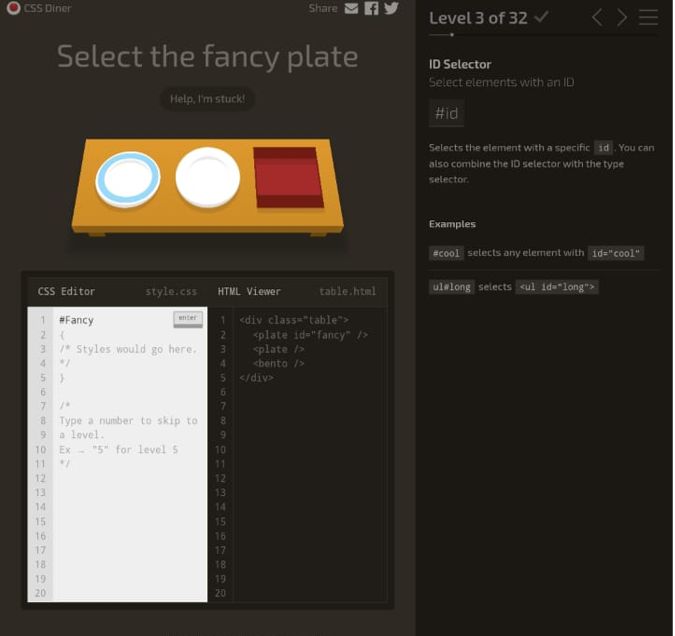 CSS Diner
Share
Select the fancy plate
Help, I'm stuck!
CSS Editor style.css
1 #Fancy enter
2 {
3 /* Styles would go here.
4 */
5 }
6
7 /*
8 Type a number to skip to
9 a level.
10 Ex → "5" for level 5
11 */
12
13
14
15
16
17
18
19
20
HTML Viewer table.html
1 <div class="table">
2 <plate id="fancy" />
3 <plate />
4 <bento />
5 </div>
6
7
8
9
10
11
12
13
14
15
16
17
18
19
20
Level 3 of 32
ID Selector
Select elements with an ID
#id
Selects the element with a specific id. You can
also combine the ID selector with the type
selector.
Examples
#cool selects any element with id="cool"
ul#long selects <ul id="long">